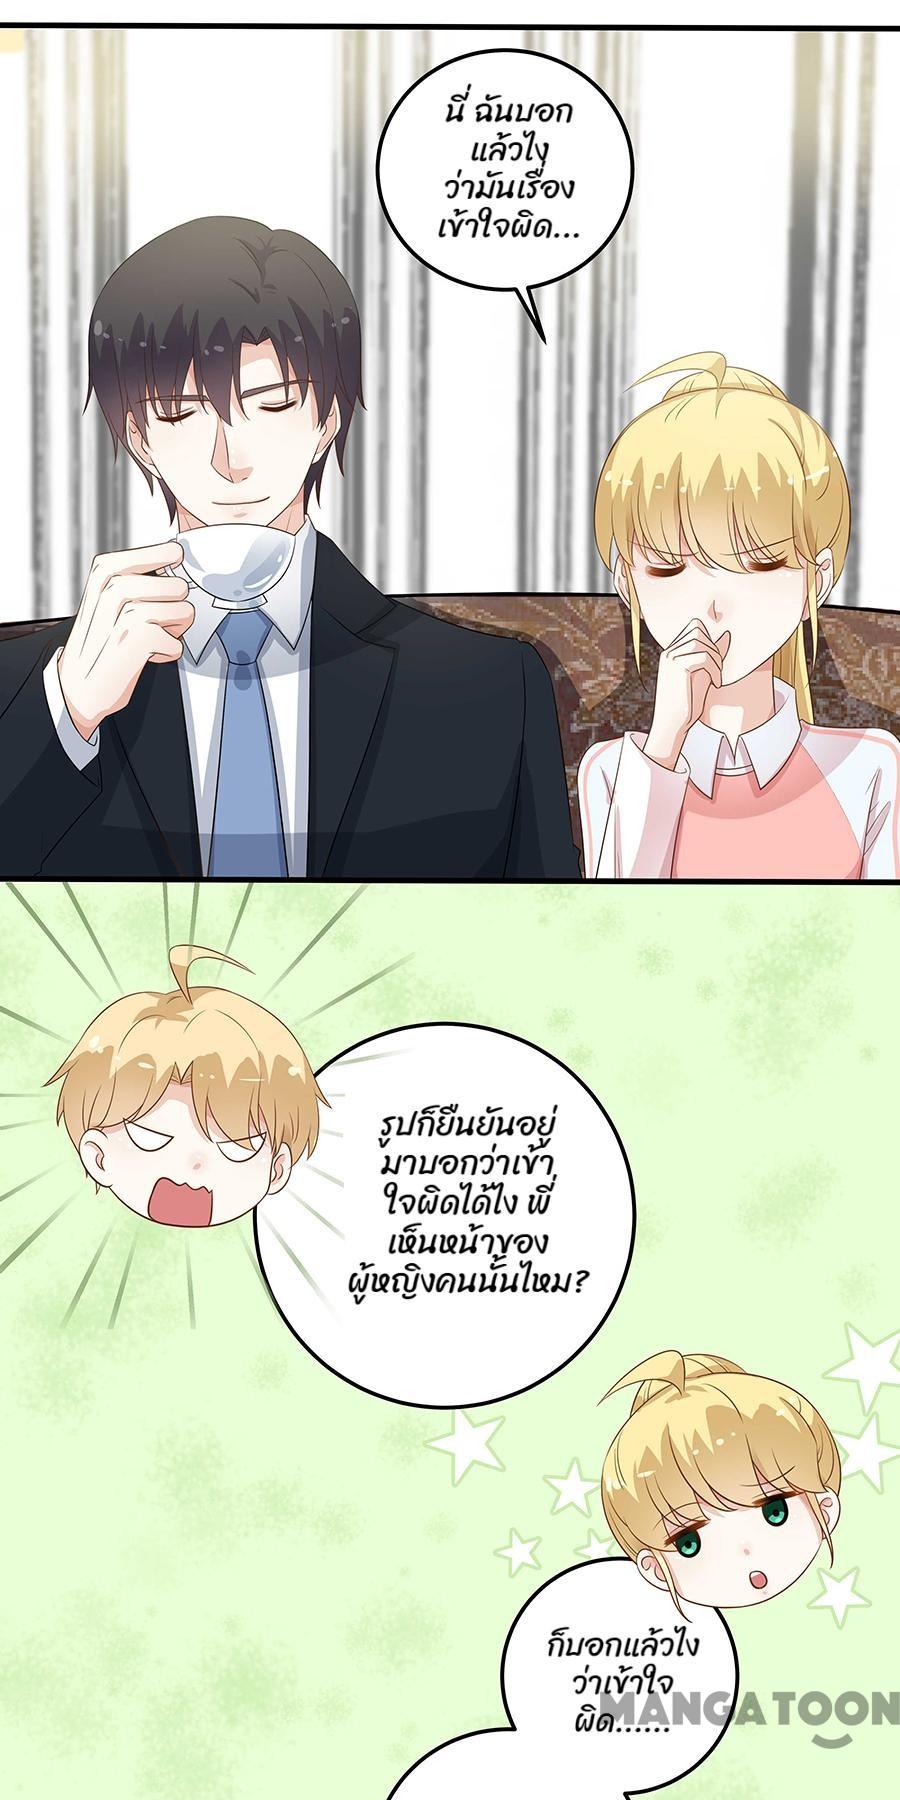 นี่ ฉันบอก
แล้วไง
ว่ามันเรื่อง
เข้าใจผิด...
รูปก็ยืนยันอยู่
มาบอกว่าเข้า
ใจผิดได้ไง พี่
เห็นหน้าของ
ผู้หญิงคนนั้นไหม?
ก็บอกแล้วไง
ว่าเข้าใจ
ผิด......
MANGATOON